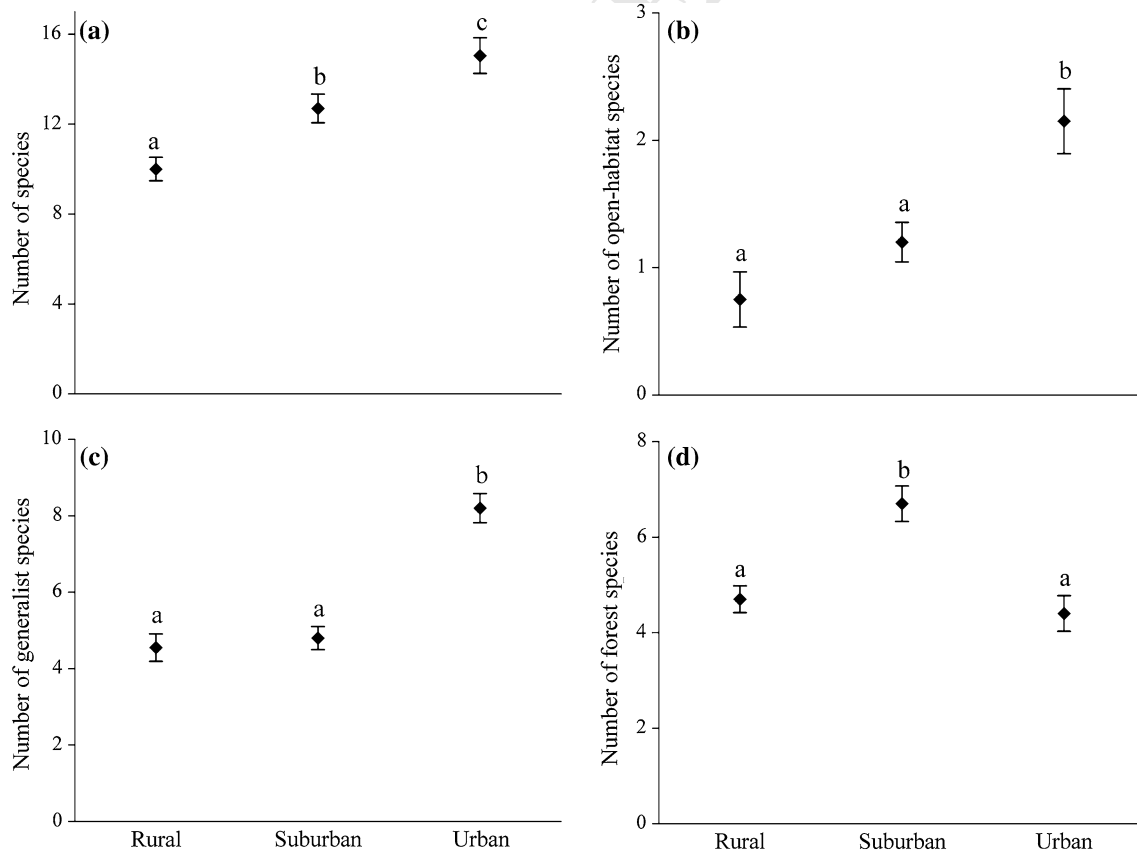 (a)
Number of species
16
12
8
4
0
a
b
c
(b)
Number of open-habitat species
3
2
1
0
a
a
b
(c)
Number of generalist species
10
8
6
4
2
0
a
a
b
Rural Suburban Urban
(d)
Number of forest species
8
6
4
2
0
a
b
a
Rural Suburban Urban